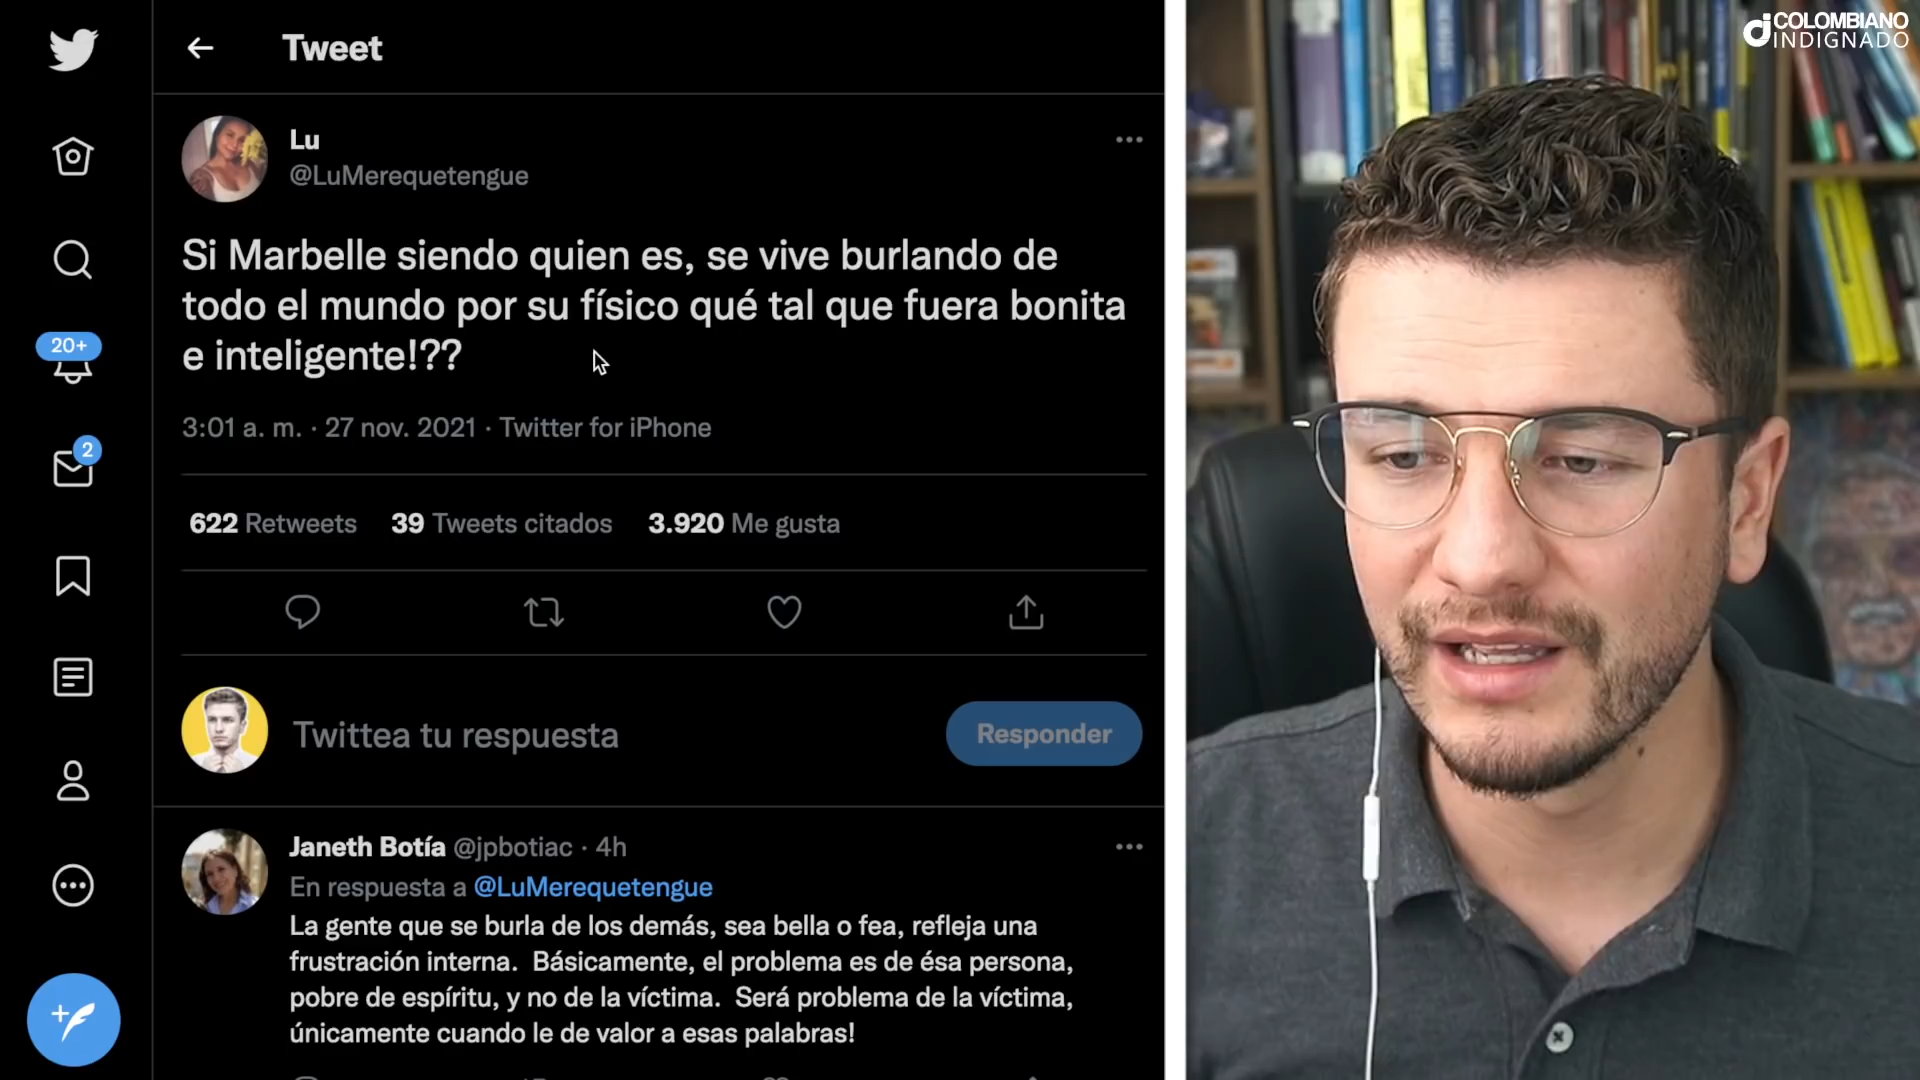 Tweet
Lu
@LuMerequetengue
Si Marbelle siendo quien es, se vive burlando de
todo el mundo por su físico qué tal que fuera bonita
e inteligente!??
3:01 a. m. · 27 nov. 2021 · Twitter for iPhone
622 Retweets 39 Tweets citados 3.920 Me gusta
Twittea tu respuesta
Responder
Janeth Botía @jpbotiac · 4h
En respuesta a @LuMerequetengue
La gente que se burla de los demás, sea bella o fea, refleja una
frustración interna. Básicamente, el problema es de ésa persona,
pobre de espíritu, y no de la víctima. Será problema de la víctima,
únicamente cuando le de valor a esas palabras!
20+
2
COLOMBIANO
INDIGNADO